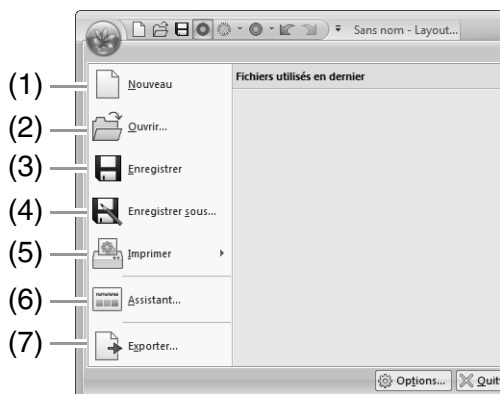 Sans nom - Layout...
Fichiers utilisés en dernier
(1) Nouveau
(2) Ouvrir...
(3) Enregistrer
(4) Enregistrer sous...
(5) Imprimer
(6) Assistant...
(7) Exporter...
Options... Quit